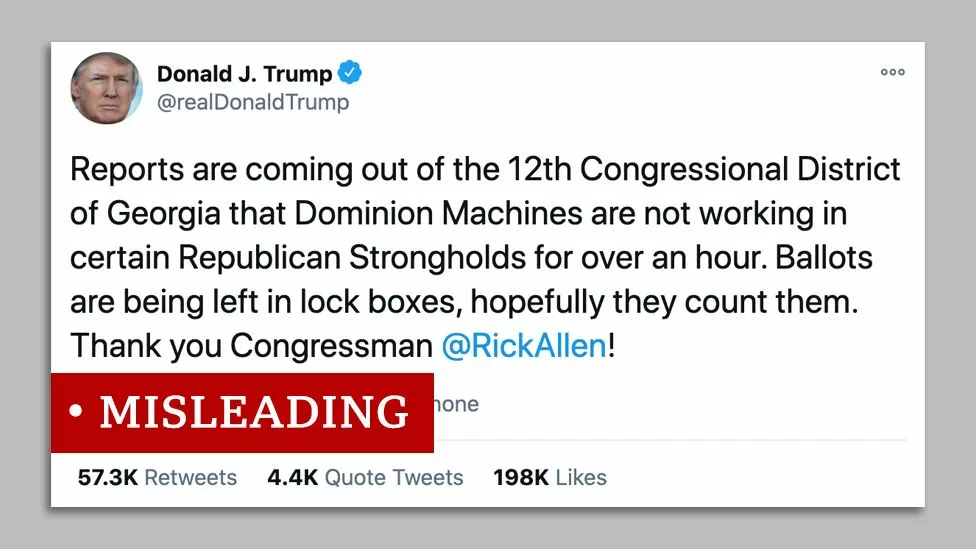 Donald J. Trump
@realDonaldTrump
Reports are coming out of the 12th Congressional District
of Georgia that Dominion Machines are not working in
certain Republican Strongholds for over an hour. Ballots
are being left in lock boxes, hopefully they count them.
Thank you Congressman @RickAllen!
• MISLEADING
57.3K Retweets 4.4K Quote Tweets 198K Likes